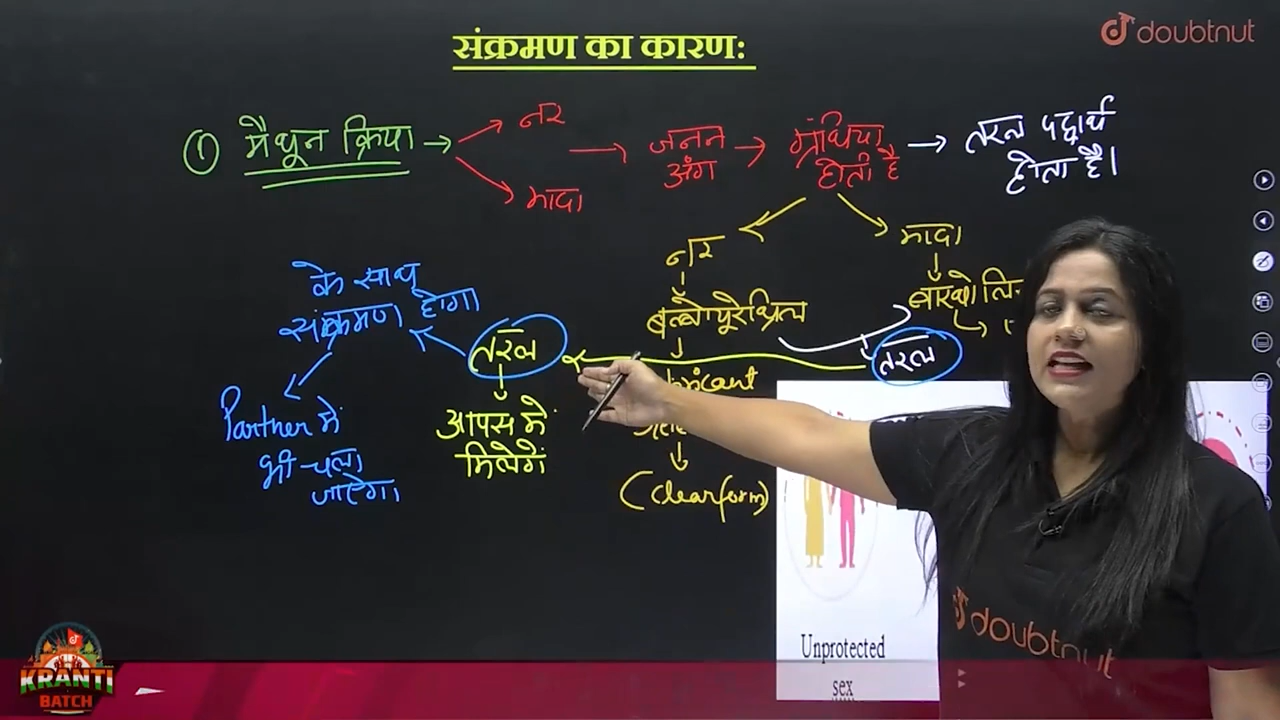 संक्रमण का कारण:
doubtnut
① मैथुन क्रिया →
नर
मादा
जनन
अंग
ग्रंथिया
होती है
तरल पदार्थ
होता है।
नर
बल्बोयूरेथ्रिल
(clearform)
मादा
तरल
तरल
आपस में
मिलेगें
के साथ
संक्रमण होगा
Partner में
भी चला
जाएगा।
Unprotected
sex
doubtnut
KRANTI
BATCH